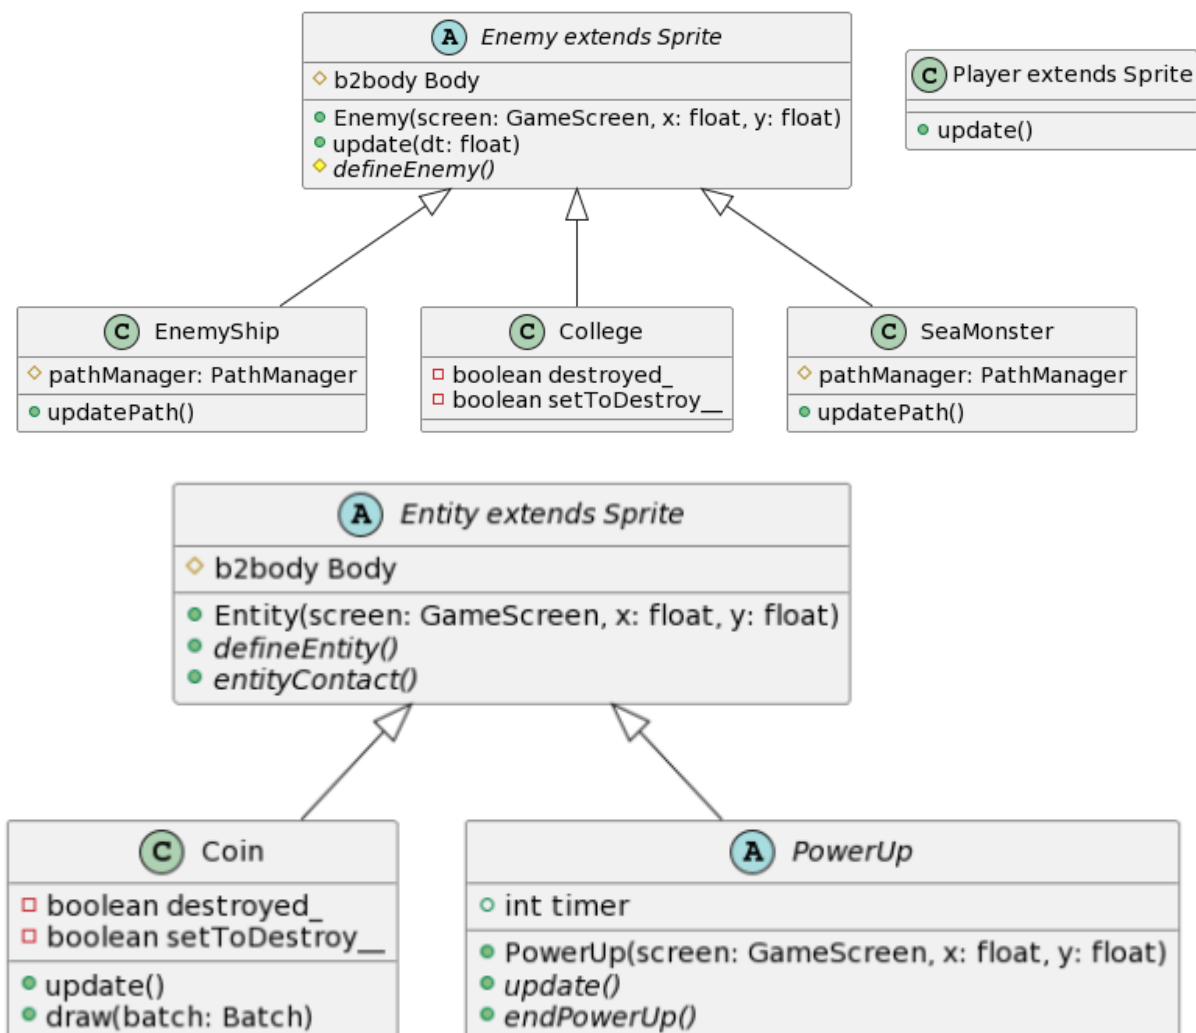 A Enemy extends Sprite
b2body Body
Enemy(screen: GameScreen, x: float, y: float)
update(dt: float)
defineEnemy()
C Player extends Sprite
update()
C EnemyShip
pathManager: PathManager
updatePath()
C College
boolean destroyed_
boolean setToDestroy__
C SeaMonster
pathManager: PathManager
updatePath()
A Entity extends Sprite
b2body Body
Entity(screen: GameScreen, x: float, y: float)
defineEntity()
entityContact()
C Coin
boolean destroyed_
boolean setToDestroy__
update()
draw(batch: Batch)
A PowerUp
int timer
PowerUp(screen: GameScreen, x: float, y: float)
update()
endPowerUp()